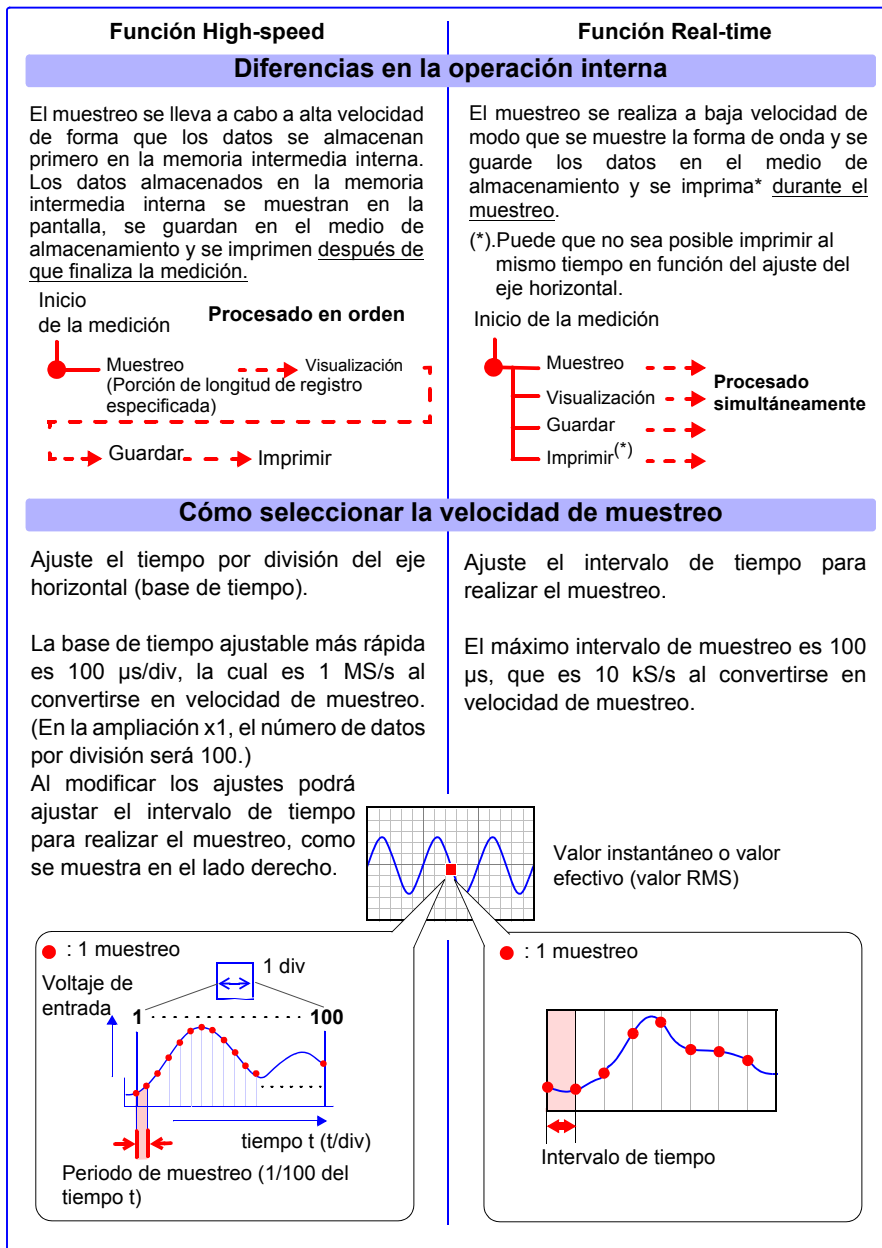 Función High-speed
Función Real-time
Diferencias en la operación interna
El muestreo se lleva a cabo a alta velocidad
de forma que los datos se almacenan
primero en la memoria intermedia interna.
Los datos almacenados en la memoria
intermedia interna se muestran en la
pantalla, se guardan en el medio de
almacenamiento y se imprimen después de
que finaliza la medición.
Inicio
de la medición
Procesado en orden
Muestreo
(Porción de longitud de registro
especificada)
Visualización
Guardar
Imprimir
El muestreo se realiza a baja velocidad de
modo que se muestre la forma de onda y se
guarde los datos en el medio de
almacenamiento y se imprima* durante el
muestreo.
(*).Puede que no sea posible imprimir al
mismo tiempo en función del ajuste del
eje horizontal.
Inicio de la medición
Muestreo
Visualización
Guardar
Imprimir(*)
Procesado
simultáneamente
Cómo seleccionar la velocidad de muestreo
Ajuste el tiempo por división del eje
horizontal (base de tiempo).
La base de tiempo ajustable más rápida
es 100 µs/div, la cual es 1 MS/s al
convertirse en velocidad de muestreo.
(En la ampliación x1, el número de datos
por división será 100.)
Al modificar los ajustes podrá
ajustar el intervalo de tiempo
para realizar el muestreo, como
se muestra en el lado derecho.
Ajuste el intervalo de tiempo para
realizar el muestreo.
El máximo intervalo de muestreo es 100
µs, que es 10 kS/s al convertirse en
velocidad de muestreo.
Valor instantáneo o valor
efectivo (valor RMS)
: 1 muestreo
1 div
Voltaje de
entrada
1
100
tiempo t (t/div)
Periodo de muestreo (1/100 del
tiempo t)
: 1 muestreo
Intervalo de tiempo